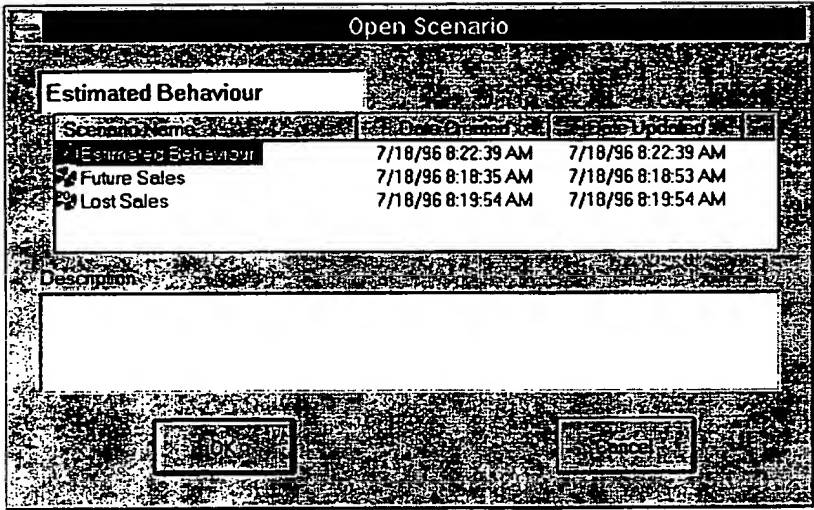 Open Scenario
Estimated Behaviour
Scenario Name Date Created Date Updated
Estimated Behaviour 7/18/96 8:22:39 AM 7/18/96 8:22:39 AM
Future Sales 7/18/96 8:18:35 AM 7/18/96 8:18:53 AM
Lost Sales 7/18/96 8:19:54 AM 7/18/96 8:19:54 AM
Description
OK Cancel